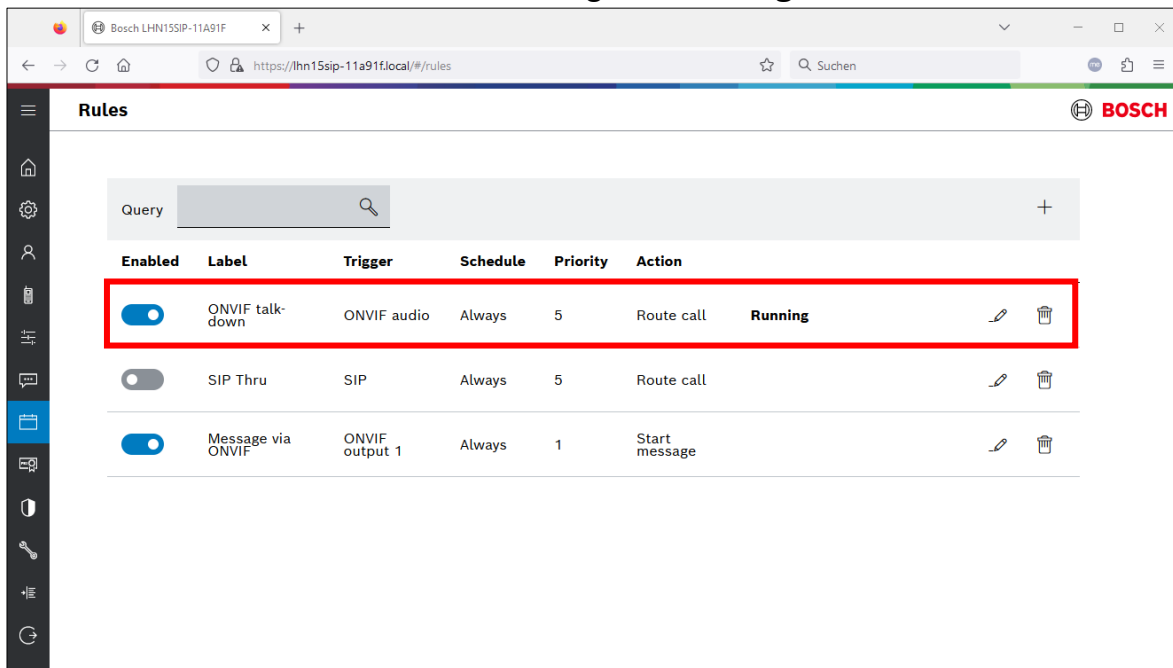 Bosch LHN15SIP-11A91F
https://lhn15sip-11a91f.local/#/rules
Suchen
Rules
BOSCH
Query
Enabled Label Trigger Schedule Priority Action
ONVIF talk-
down
ONVIF audio Always 5 Route call Running
SIP Thru SIP Always 5 Route call
Message via
ONVIF
ONVIF
output 1
Always 1
Start
message